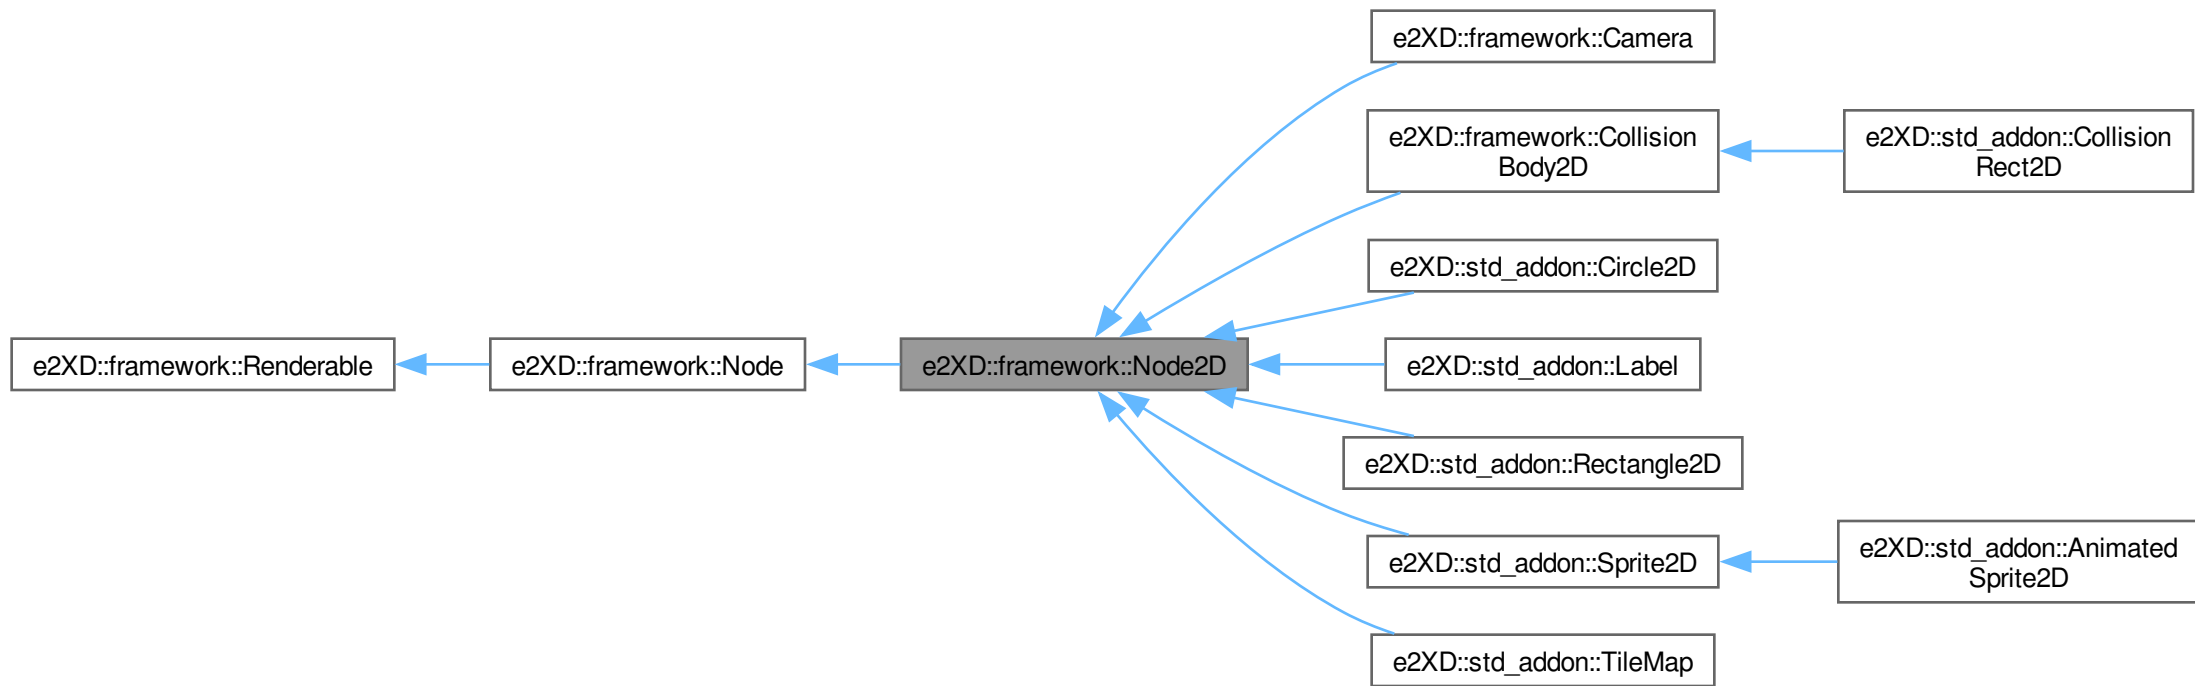 e2XD::framework::Camera
e2XD::framework::Collision
Body2D
e2XD::std_addon::Collision
Rect2D
e2XD::std_addon::Circle2D
e2XD::framework::Renderable
e2XD::framework::Node
e2XD::framework::Node2D
e2XD::std_addon::Label
e2XD::std_addon::Rectangle2D
e2XD::std_addon::Sprite2D
e2XD::std_addon::Animated
Sprite2D
e2XD::std_addon::TileMap